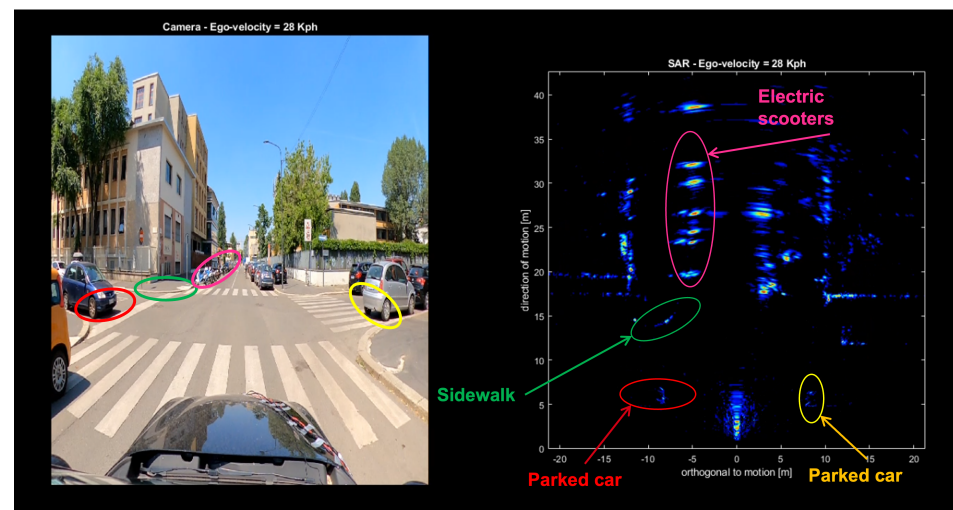 Camera - Ego-velocity = 28 Kph
SAR - Ego-velocity = 28 Kph
Electric
scooters
40
35
30
25
20
15
10
5
0
direction of motion [m]
Sidewalk
Parked car
Parked car
-20
-15
-10
-5
0
5
10
15
20
orthogonal to motion [m]